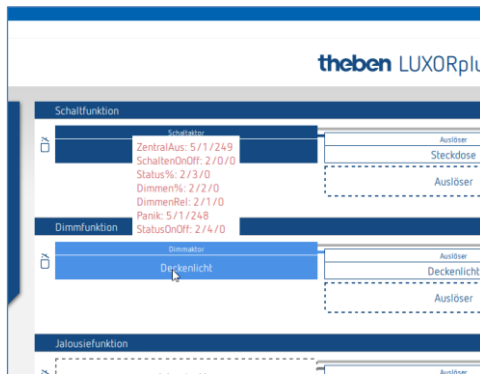 theben LUXORplu
Schaltfunktion
Schaltaktor
ZentralAus: 5/1/249
SchaltenOnOff: 2/0/0
Status%: 2/3/0
Dimmen%: 2/2/0
DimmenRel: 2/1/0
Panik: 5/1/248
StatusOnOff: 2/4/0
Auslöser
Steckdose
Auslöser
Dimmfunktion
Dimmaktor
Deckenlicht
Auslöser
Deckenlicht
Auslöser
Jalousiefunktion
Auslöser